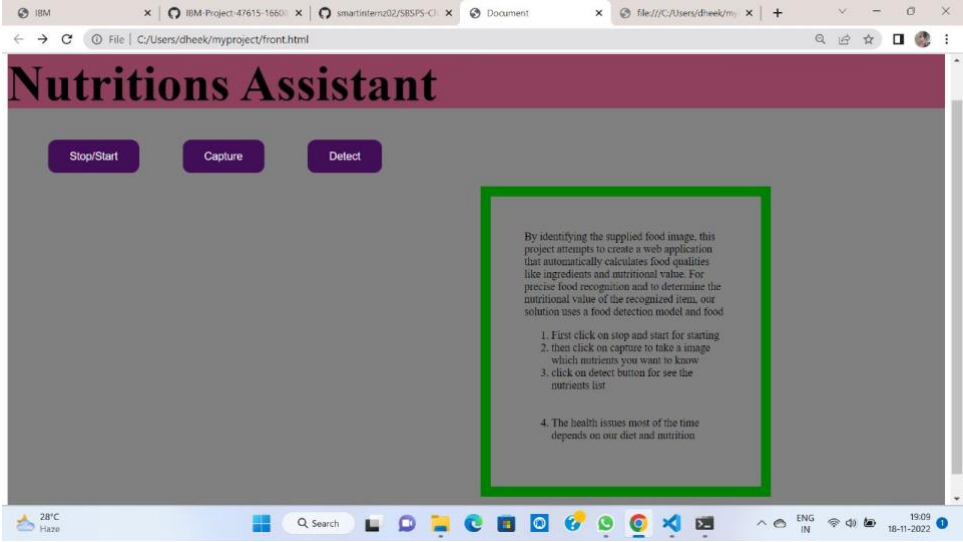 IBM
IBM-Project-47615-1660
smartinternz02/SBSPS-Ch
Document
file:///C:/Users/dheek/my
File | C:/Users/dheek/myproject/front.html
Nutritions Assistant
Stop/Start
Capture
Detect
By identifying the supplied food image, this
project attempts to create a web application
that automatically calculates food qualities
like ingredients and nutritional value. For
precise food recognition and to determine the
nutritional value of the recognized item, our
solution uses a food detection model and food
1. First click on stop and start for starting
2. then click on capture to take a image
which nutrients you want to know
3. click on detect button for see the
nutrients list
4. The health issues most of the time
depends on our diet and nutrition
28°C
Haze
Search
ENG
IN
19:09
18-11-2022